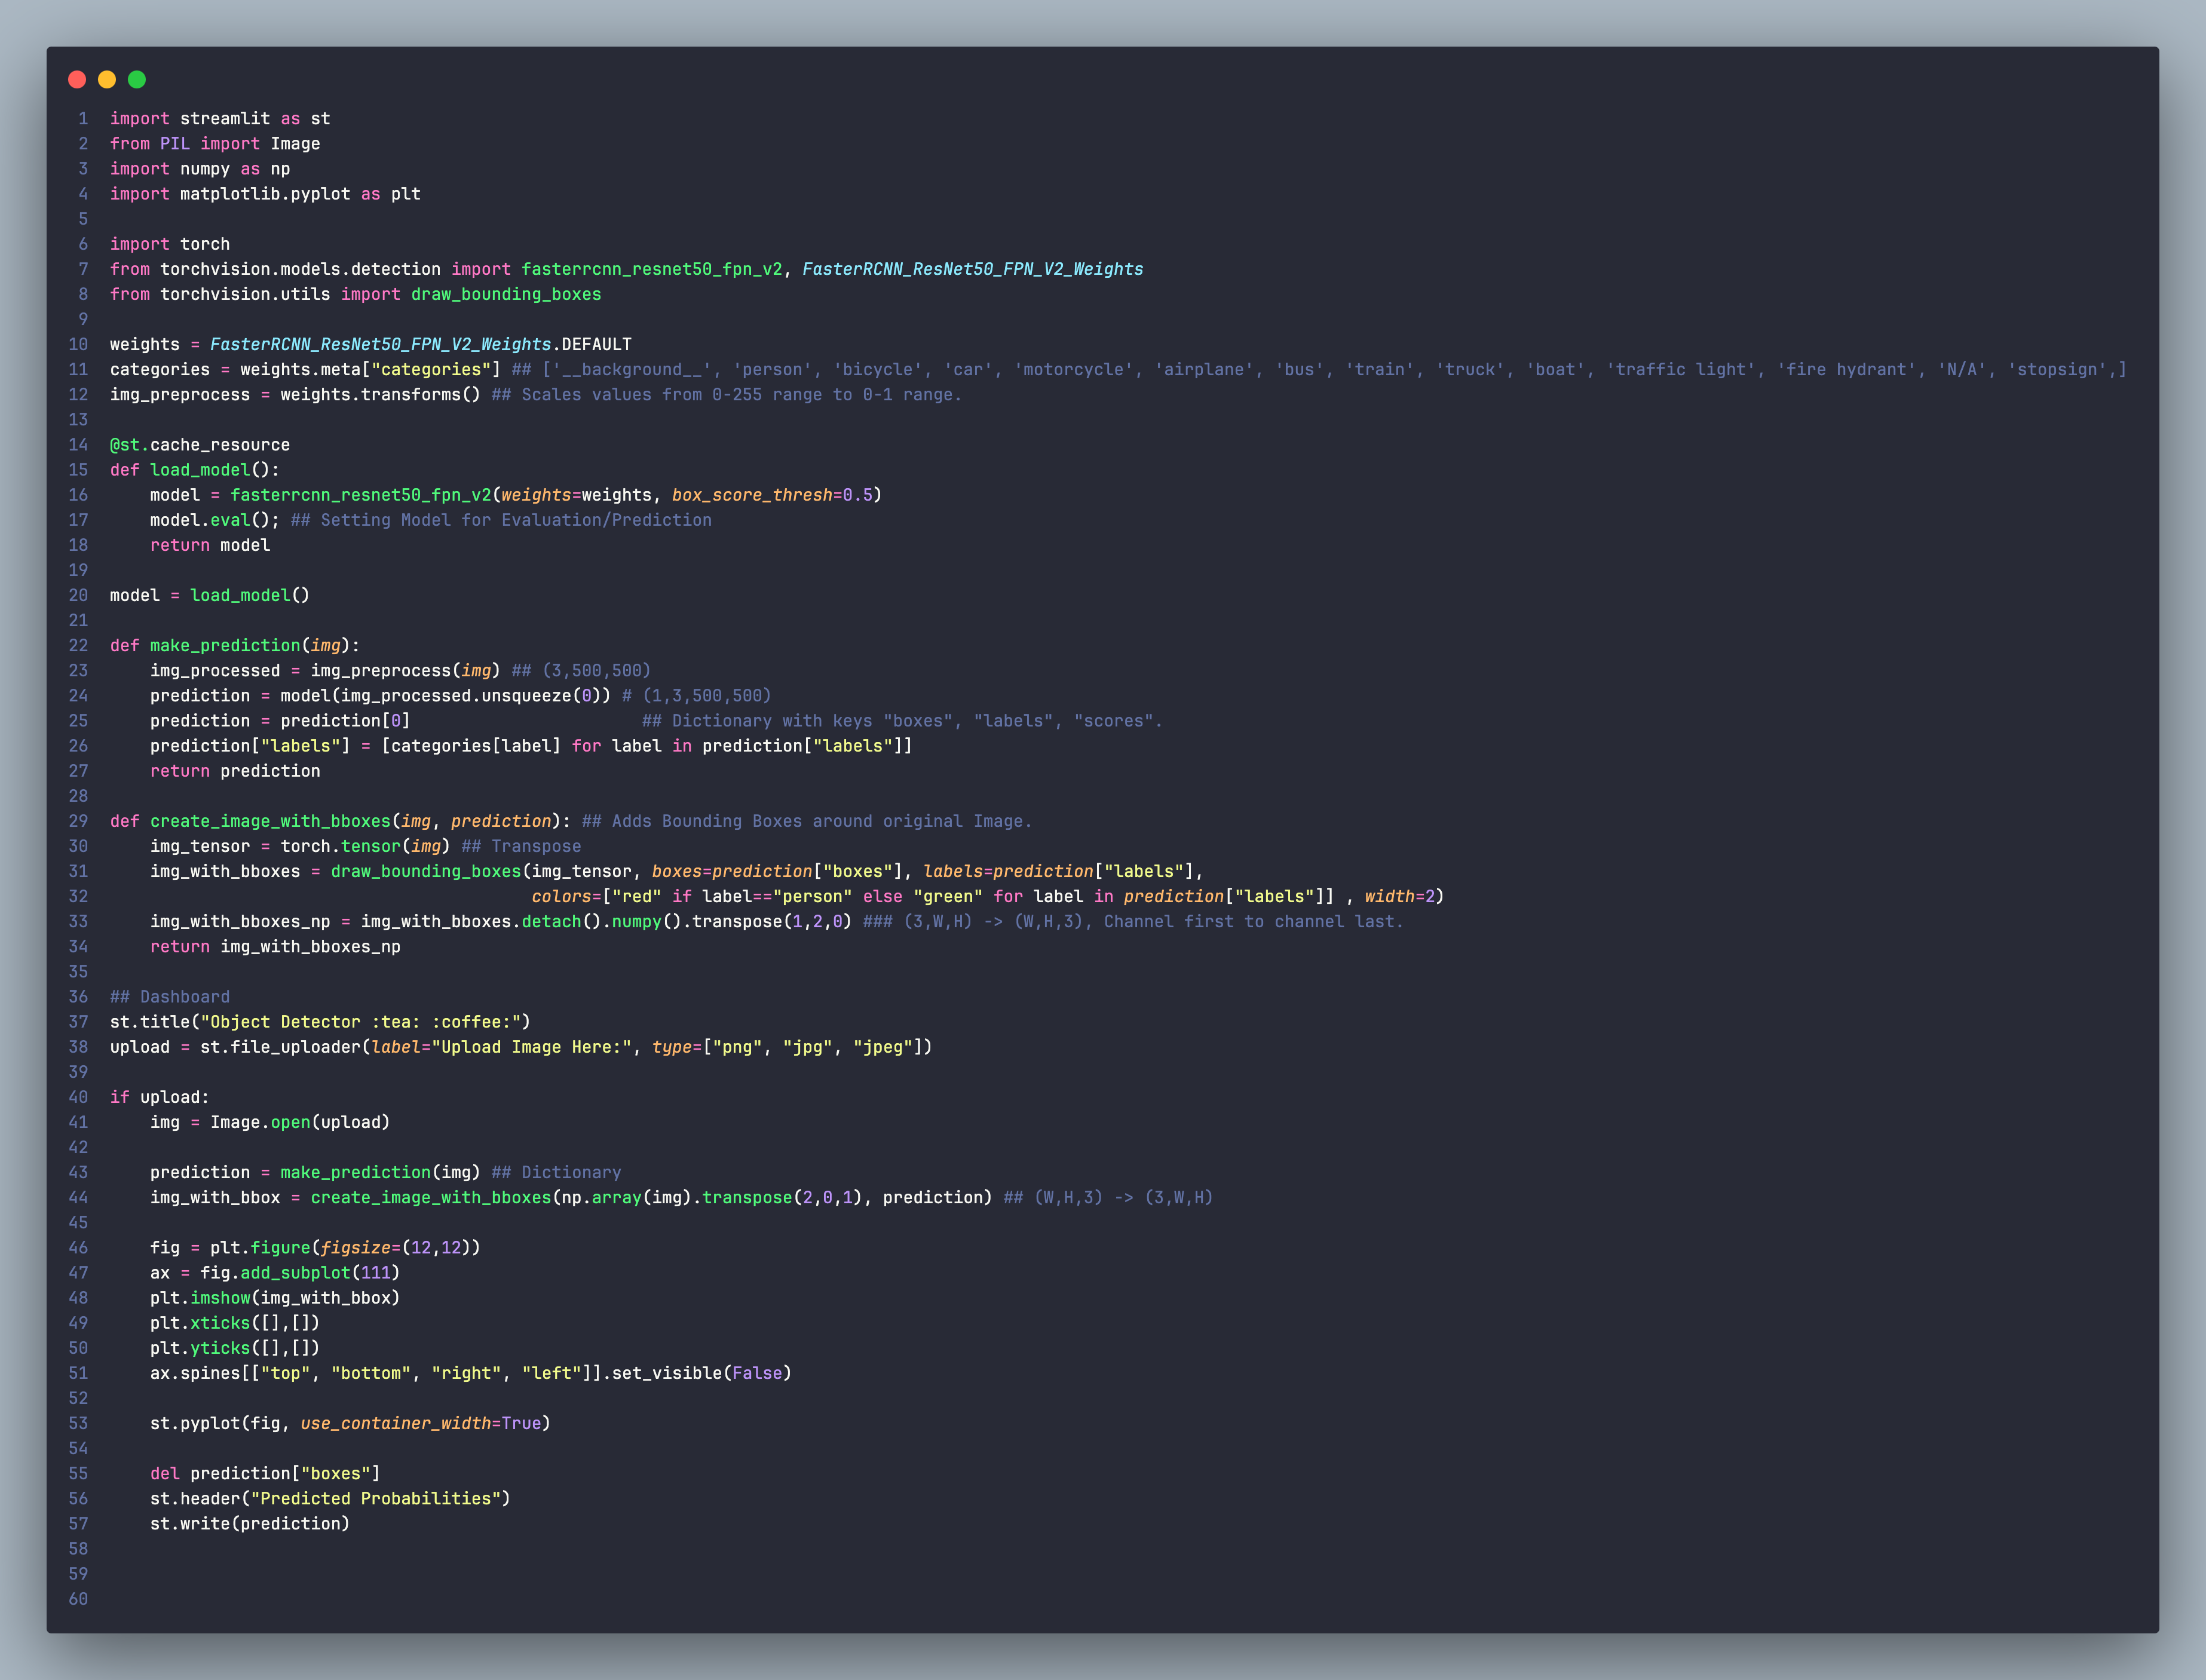 1 import streamlit as st
2 from PIL import Image
3 import numpy as np
4 import matplotlib.pyplot as plt
5
6 import torch
7 from torchvision.models.detection import fasterrcnn_resnet50_fpn_v2, FasterRCNN_ResNet50_FPN_V2_Weights
8 from torchvision.utils import draw_bounding_boxes
9
10 weights = FasterRCNN_ResNet50_FPN_V2_Weights.DEFAULT
11 categories = weights.meta["categories"] ## ['__background__', 'person', 'bicycle', 'car', 'motorcycle', 'airplane', 'bus', 'train', 'truck', 'boat', 'traffic light', 'fire hydrant', 'N/A', 'stopsign',]
12 img_preprocess = weights.transforms() ## Scales values from 0-255 range to 0-1 range.
13
14 @st.cache_resource
15 def load_model():
16     model = fasterrcnn_resnet50_fpn_v2(weights=weights, box_score_thresh=0.5)
17     model.eval(); ## Setting Model for Evaluation/Prediction
18     return model
19
20 model = load_model()
21
22 def make_prediction(img):
23     img_processed = img_preprocess(img) ## (3,500,500)
24     prediction = model(img_processed.unsqueeze(0)) # (1,3,500,500)
25     prediction = prediction[0]                       ## Dictionary with keys "boxes", "labels", "scores".
26     prediction["labels"] = [categories[label] for label in prediction["labels"]]
27     return prediction
28
29 def create_image_with_bboxes(img, prediction): ## Adds Bounding Boxes around original Image.
30     img_tensor = torch.tensor(img) ## Transpose
31     img_with_bboxes = draw_bounding_boxes(img_tensor, boxes=prediction["boxes"], labels=prediction["labels"],
32                                           colors=["red" if label=="person" else "green" for label in prediction["labels"]] , width=2)
33     img_with_bboxes_np = img_with_bboxes.detach().numpy().transpose(1,2,0) ### (3,W,H) -> (W,H,3), Channel first to channel last.
34     return img_with_bboxes_np
35
36 ## Dashboard
37 st.title("Object Detector :tea: :coffee:")
38 upload = st.file_uploader(label="Upload Image Here:", type=["png", "jpg", "jpeg"])
39
40 if upload:
41     img = Image.open(upload)
42
43     prediction = make_prediction(img) ## Dictionary
44     img_with_bbox = create_image_with_bboxes(np.array(img).transpose(2,0,1), prediction) ## (W,H,3) -> (3,W,H)
45
46     fig = plt.figure(figsize=(12,12))
47     ax = fig.add_subplot(111)
48     plt.imshow(img_with_bbox)
49     plt.xticks([],[])
50     plt.yticks([],[])
51     ax.spines[["top", "bottom", "right", "left"]].set_visible(False)
52
53     st.pyplot(fig, use_container_width=True)
54
55     del prediction["boxes"]
56     st.header("Predicted Probabilities")
57     st.write(prediction)
58
59
60